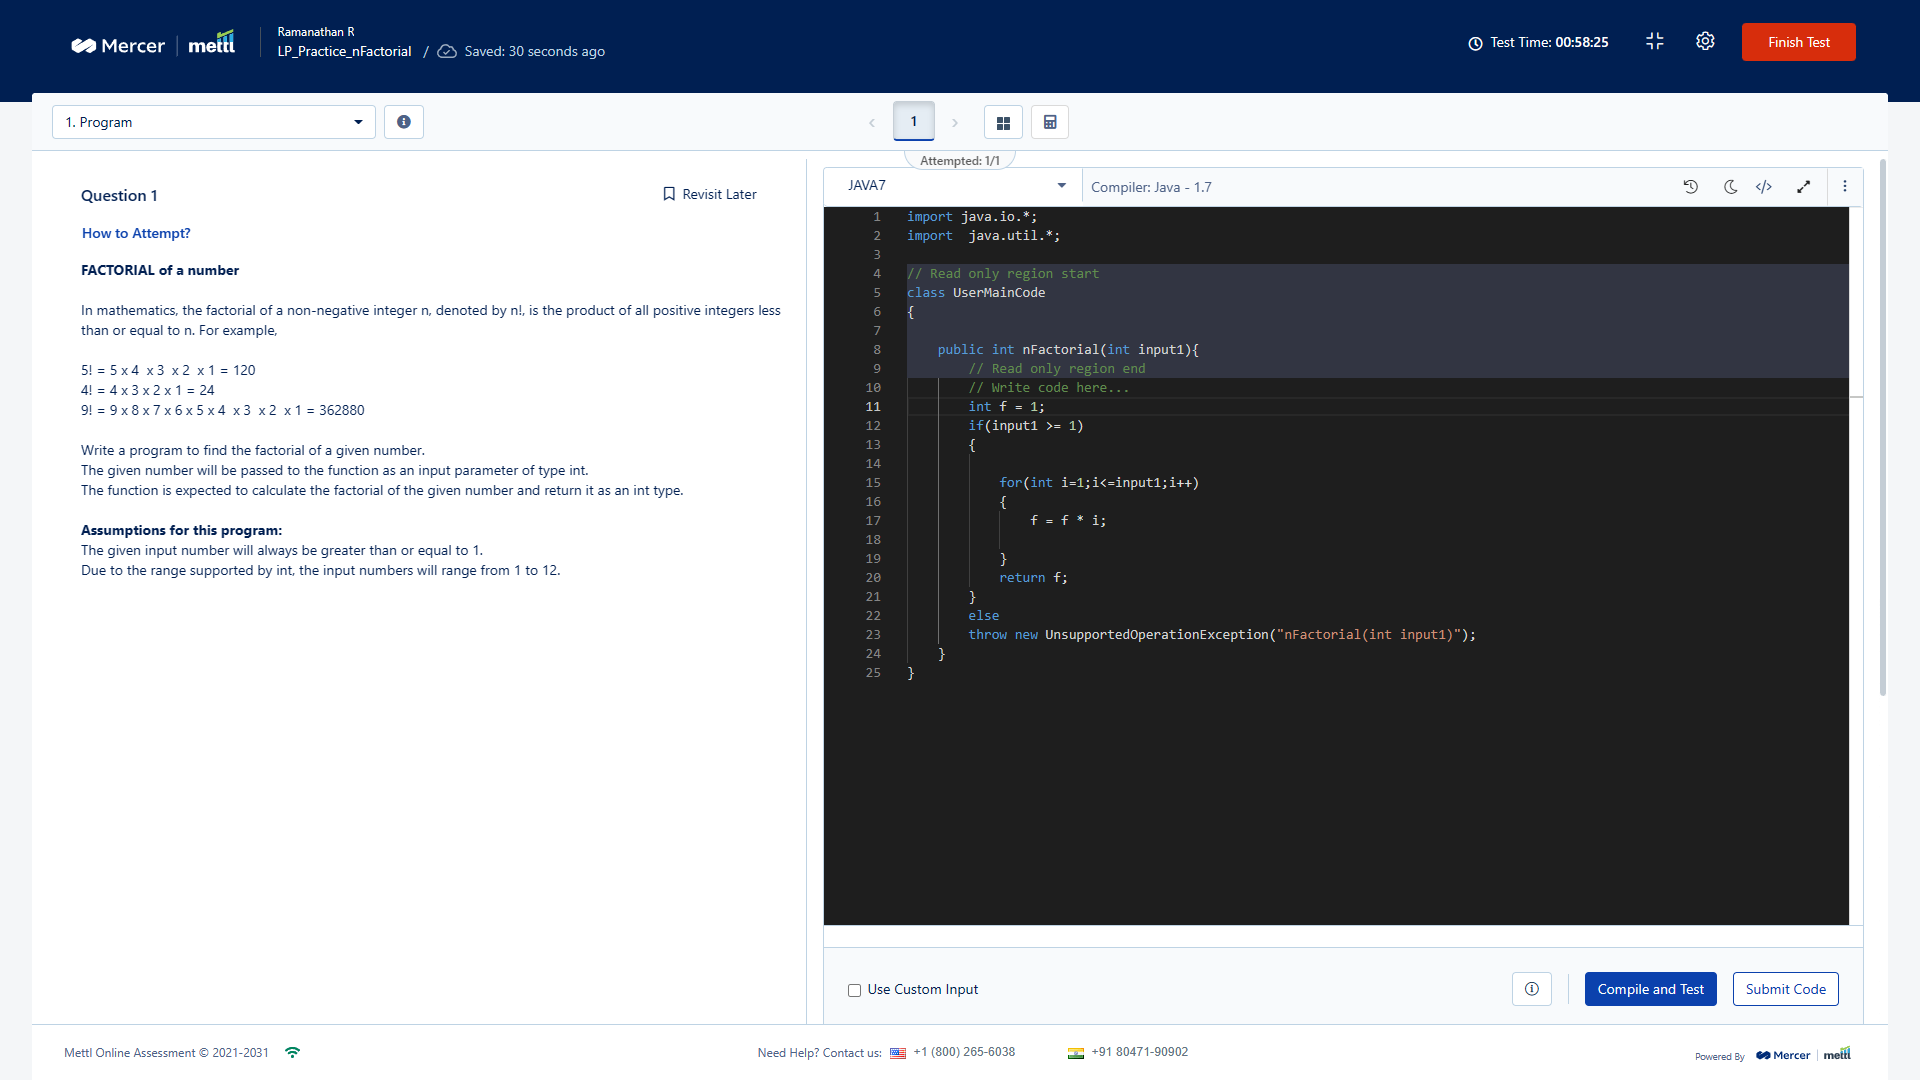 Mercer | mettl
Ramanathan R
LP_Practice_nFactorial / Saved: 30 seconds ago
Test Time: 00:58:25
Finish Test
1. Program
1
Attempted: 1/1
Question 1
Revisit Later
How to Attempt?
FACTORIAL of a number
In mathematics, the factorial of a non-negative integer n, denoted by n!, is the product of all positive integers less
than or equal to n. For example,
5! = 5 x 4 x 3 x 2 x 1 = 120
4! = 4 x 3 x 2 x 1 = 24
9! = 9 x 8 x 7 x 6 x 5 x 4 x 3 x 2 x 1 = 362880
Write a program to find the factorial of a given number.
The given number will be passed to the function as an input parameter of type int.
The function is expected to calculate the factorial of the given number and return it as an int type.
Assumptions for this program:
The given input number will always be greater than or equal to 1.
Due to the range supported by int, the input numbers will range from 1 to 12.
JAVA7
Compiler: Java - 1.7
1 import java.io.*;
2 import  java.util.*;
3
4 // Read only region start
5 class UserMainCode
6 {
7
8     public int nFactorial(int input1){
9         // Read only region end
10         // Write code here...
11         int f = 1;
12         if(input1 >= 1)
13         {
14
15             for(int i=1;i<=input1;i++)
16             {
17                 f = f * i;
18
19             }
20             return f;
21         }
22         else
23         throw new UnsupportedOperationException("nFactorial(int input1)");
24     }
25 }
Use Custom Input
Compile and Test
Submit Code
Mettl Online Assessment © 2021-2031
Need Help? Contact us: +1 (800) 265-6038
+91 80471-90902
Powered By Mercer | mettl